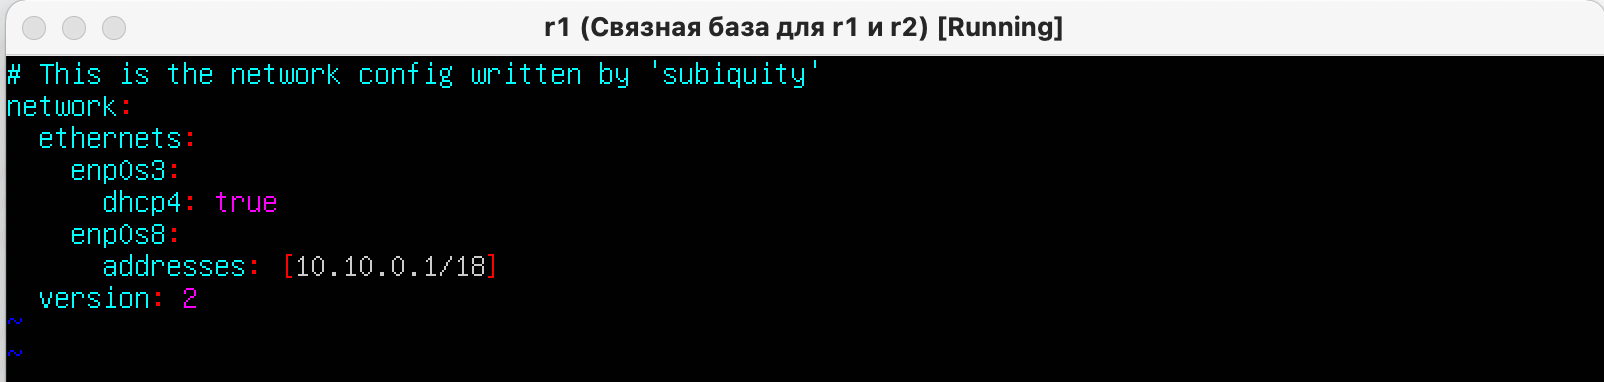 r1 (Связная база для r1 и r2) [Running]
# This is the network config written by 'subiquity'
network:
  ethernets:
    enp0s3:
      dhcp4: true
    enp0s8:
      addresses: [10.10.0.1/18]
  version: 2
~
~